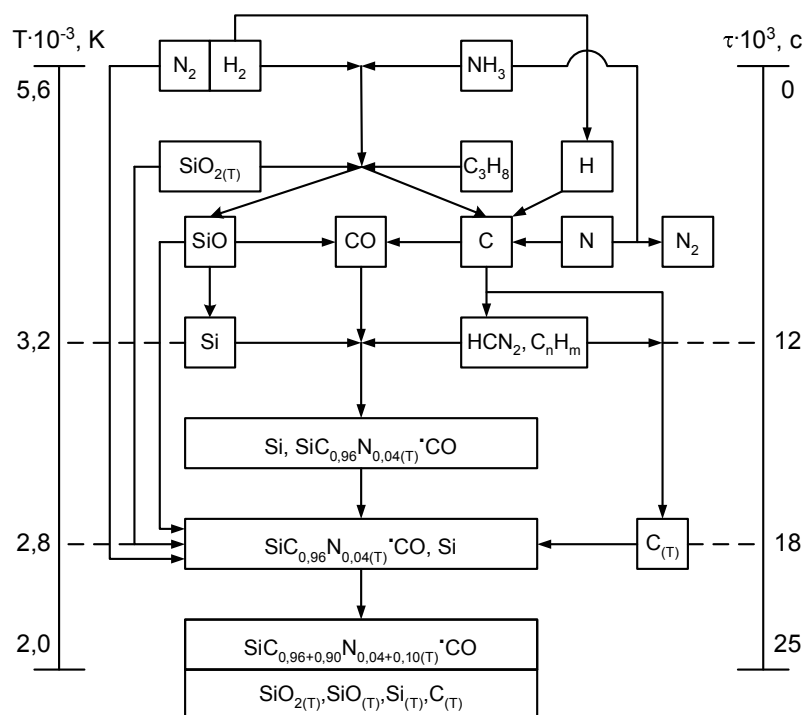 T·10⁻³, K
τ·10³, с
N₂ H₂ NH₃
5,6 0
SiO₂₍T₎ C₃H₈ H
SiO CO C N N₂
3,2 Si HCN₂, CₙHₘ 12
Si, SiC₀,₉₆N₀,₀₄₍T₎·CO
2,8 SiC₀,₉₆N₀,₀₄₍T₎·CO, Si C₍T₎ 18
2,0 SiC₀,₉₆₊₀,₉₀N₀,₀₄₊₀,₁₀₍T₎·CO 25
SiO₂₍T₎,SiO₍T₎,Si₍T₎,C₍T₎